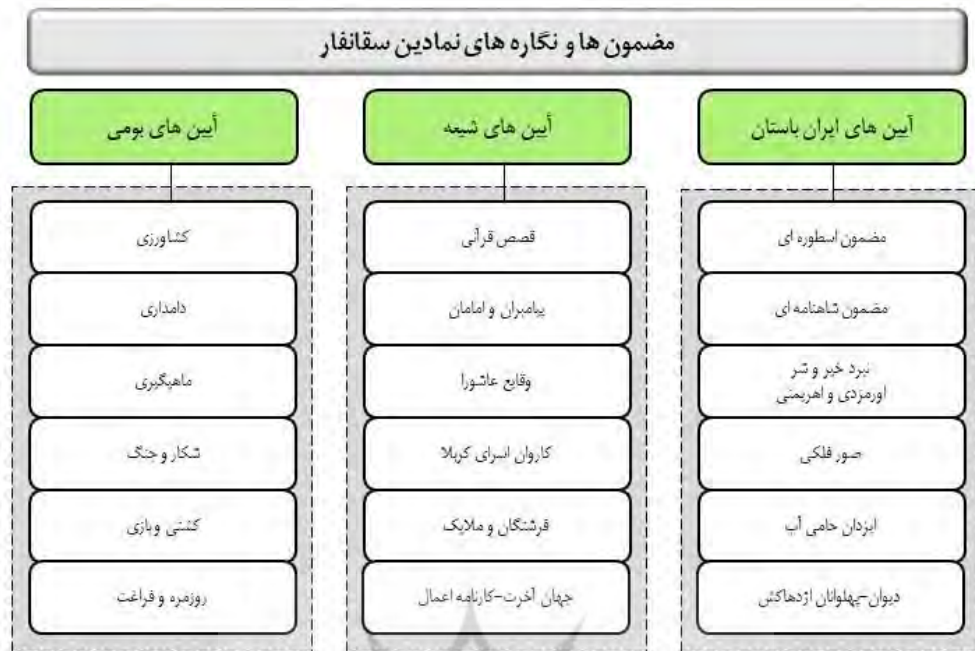 مضمون ها و نگاره های نمادین سقانفار
آیین های ایران باستان
مضمون اسطوره ای
مضمون شاهنامه ای
نبرد خیر و شر
اورمزدی و اهریمنی
صور فلکی
ایزدان حامی آب
دیوان-پهلوانان اژدهاکش
آیین های شیعه
قصص قرآنی
پیامبران و امامان
وقایع عاشورا
کاروان اسرای کربلا
فرشتگان و ملایک
جهان آخرت-کارنامه اعمال
آیین های بومی
کشاورزی
دامداری
ماهیگیری
شکار و جنگ
کشتی و بازی
روزمره و فراغت